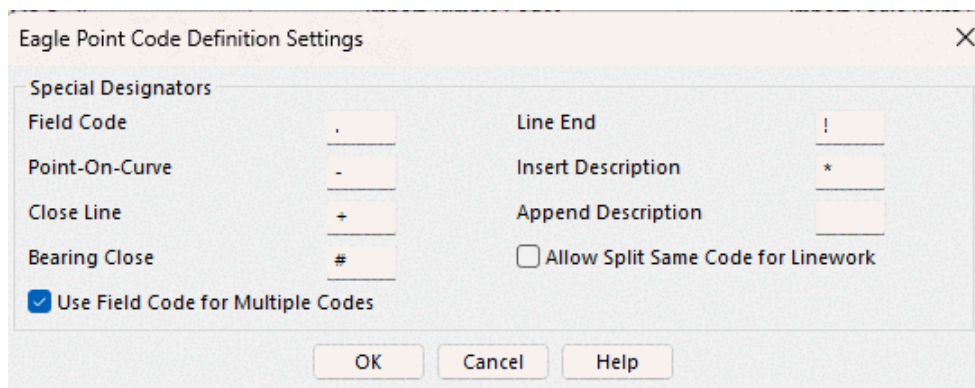 Eagle Point Code Definition Settings
Special Designators
Field Code .
Line End !
Point-On-Curve -
Insert Description *
Close Line +
Append Description
Bearing Close #
Allow Split Same Code for Linework
Use Field Code for Multiple Codes
OK Cancel Help